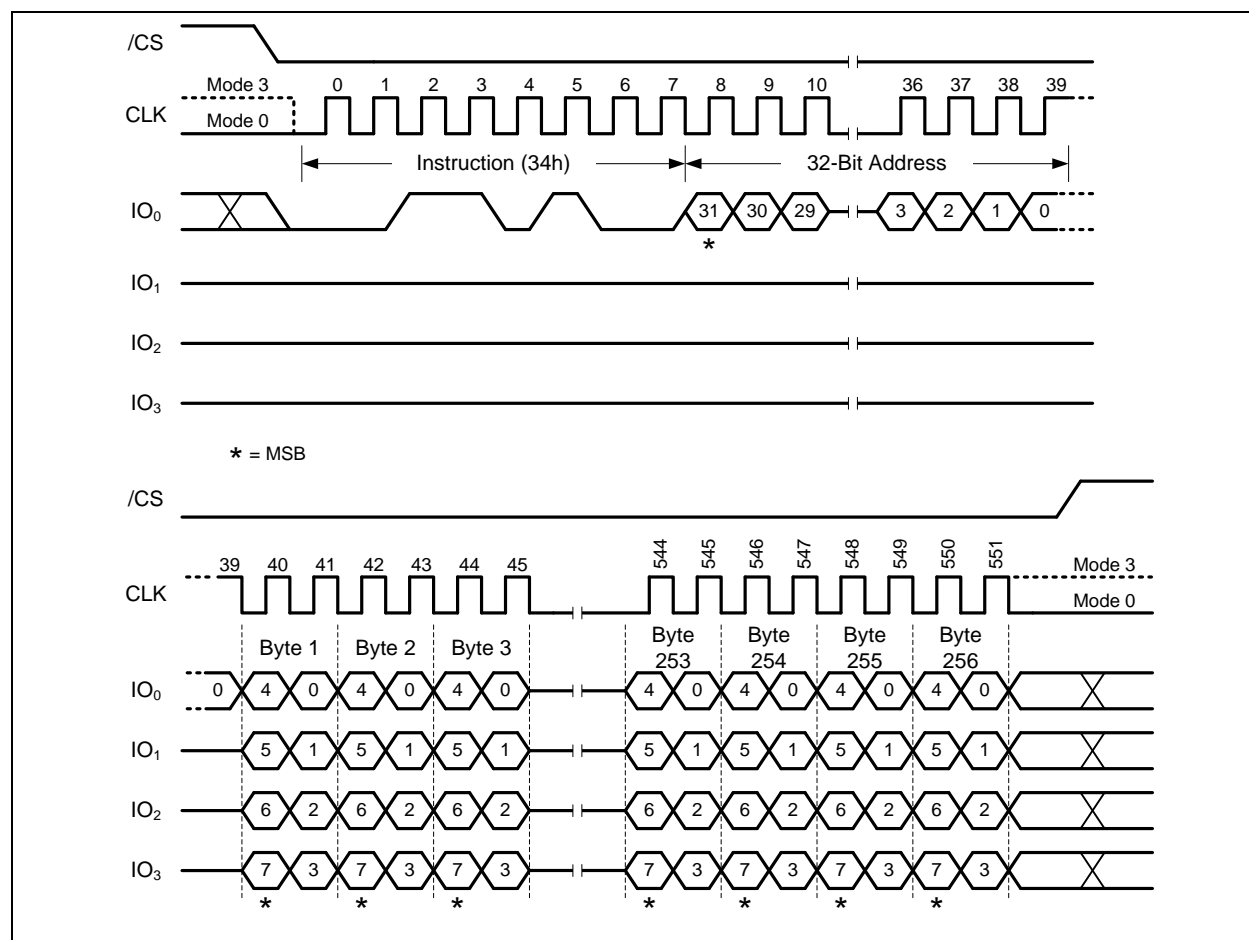 /CS
Mode 3 0 1 2 3 4 5 6 7 8 9 10 36 37 38 39
CLK
Mode 0
Instruction (34h) 32-Bit Address
IO0 31 30 29 3 2 1 0
*
IO1
IO2
IO3
* = MSB
/CS
39 40 41 42 43 44 45 544 545 546 547 548 549 550 551 Mode 3
CLK
Mode 0
Byte 1 Byte 2 Byte 3 Byte 253 Byte 254 Byte 255 Byte 256
IO0 0 4 0 4 0 4 0 4 0 4 0 4 0 4 0
IO1 5 1 5 1 5 1 5 1 5 1 5 1 5 1
IO2 6 2 6 2 6 2 6 2 6 2 6 2 6 2
IO3 7 3 7 3 7 3 7 3 7 3 7 3 7 3
* * * * * * *